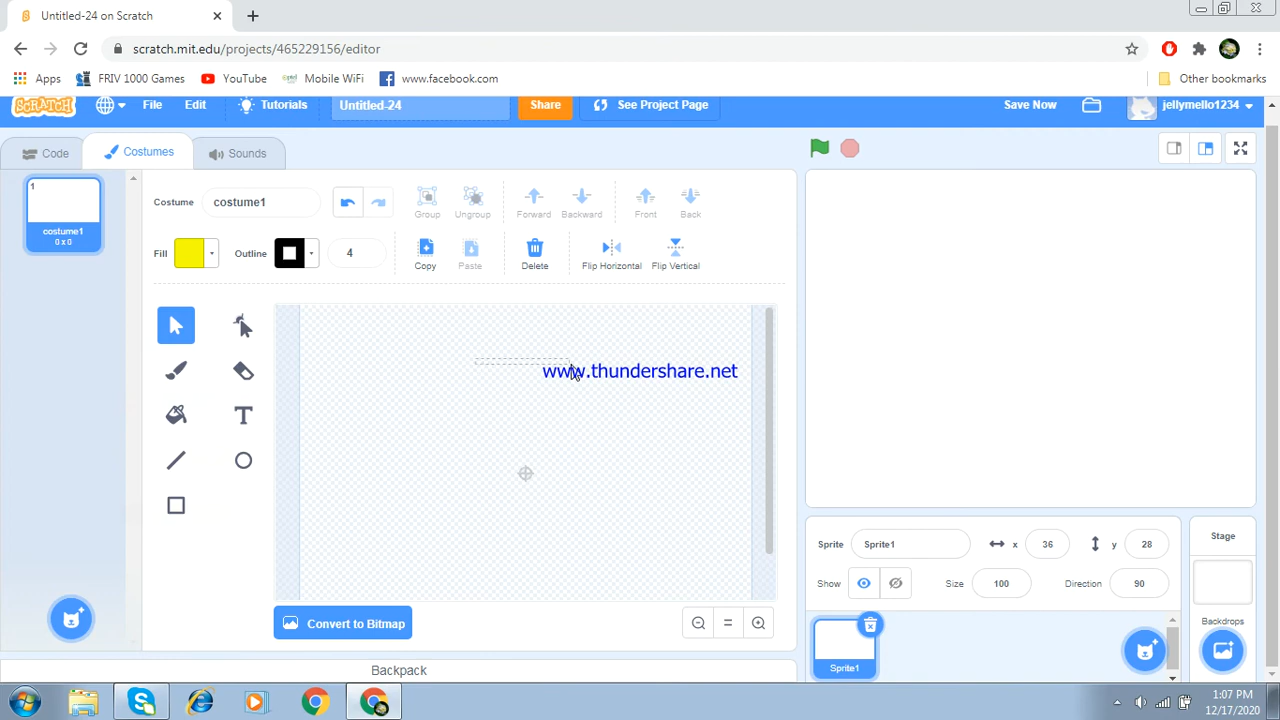 Untitled-24 on Scratch
scratch.mit.edu/projects/465229156/editor
Apps FRIV 1000 Games YouTube Mobile WiFi www.facebook.com Other bookmarks
SCRATCH File Edit Tutorials Untitled-24 Share See Project Page Save Now jellymello1234
Code Costumes Sounds
1
costume1
0 x 0
Costume costume1 Group Ungroup Forward Backward Front Back
Fill Outline 4 Copy Paste Delete Flip Horizontal Flip Vertical
T
www.thundershare.net
Convert to Bitmap
Backpack
Sprite Sprite1 x 36 y 28
Show Size 100 Direction 90
Sprite1
Stage
Backdrops
1:07 PM
12/17/2020